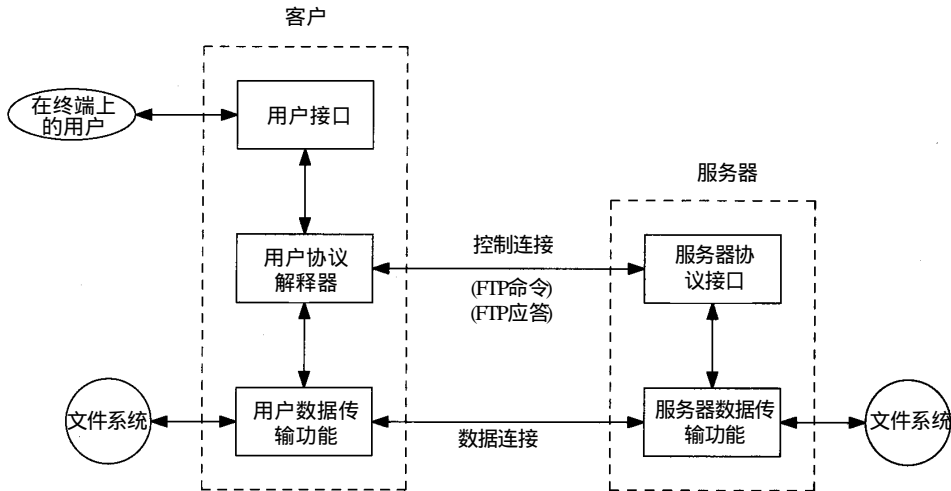 客户
在终端上
的用户
用户接口
服务器
用户协议
解释器
控制连接
(FTP命令)
(FTP应答)
服务器协
议接口
文件系统
用户数据传
输功能
数据连接
服务器数据传
输功能
文件系统